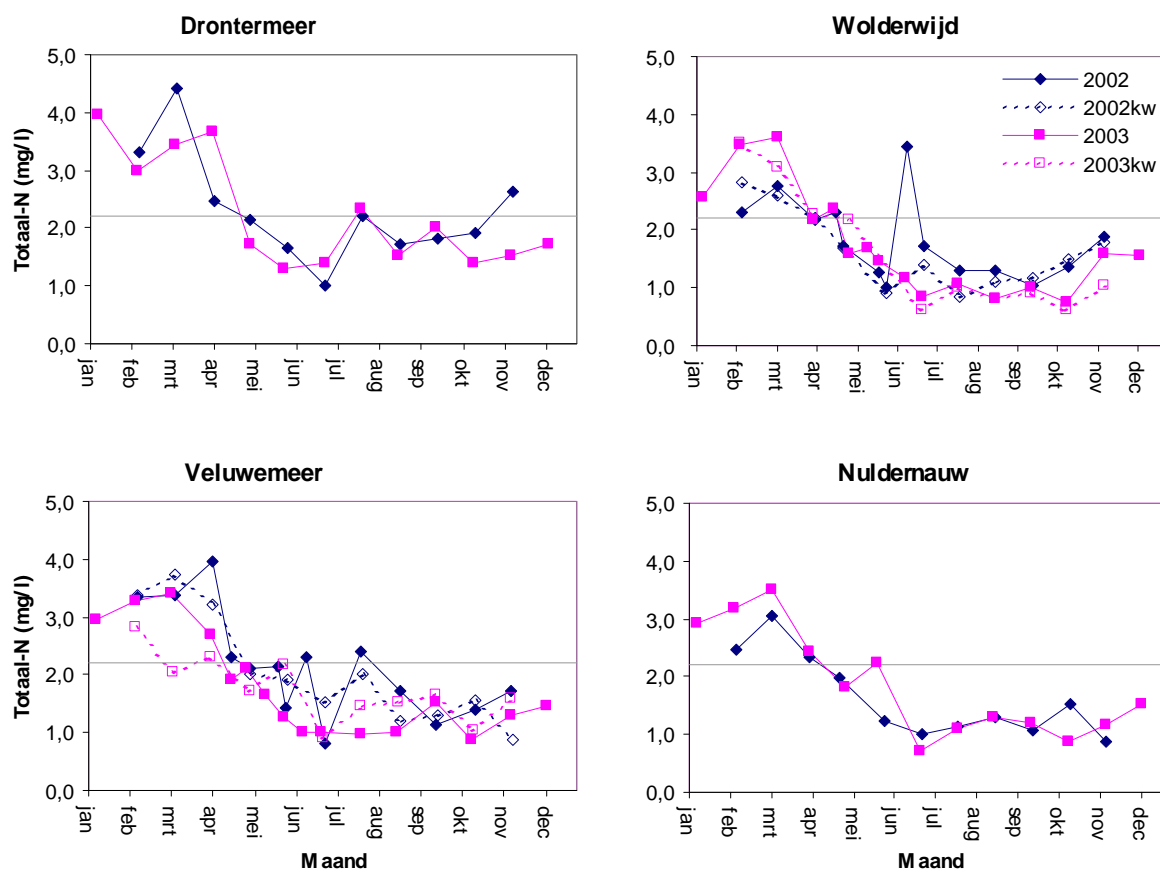 Drontermeer
Totaal-N (mg/l)
5,0
4,0
3,0
2,0
1,0
0,0
jan
feb
mrt
apr
mei
jun
jul
aug
sep
okt
nov
dec
Wolderwijd
5,0
4,0
3,0
2,0
1,0
0,0
jan
feb
mrt
apr
mei
jun
jul
aug
sep
okt
nov
dec
2002
2002kw
2003
2003kw
Veluwemeer
Totaal-N (mg/l)
5,0
4,0
3,0
2,0
1,0
0,0
jan
feb
mrt
apr
mei
jun
jul
aug
sep
okt
nov
dec
Maand
Nuldernauw
5,0
4,0
3,0
2,0
1,0
0,0
jan
feb
mrt
apr
mei
jun
jul
aug
sep
okt
nov
dec
Maand